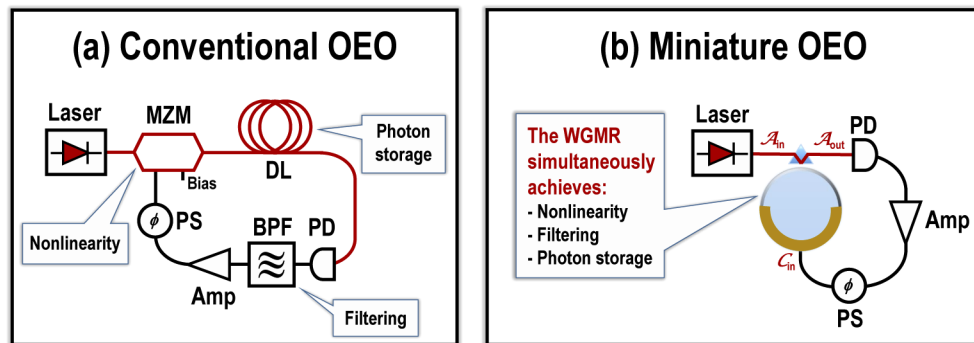 (a) Conventional OEO
Laser
MZM
Bias
DL
Photon
storage
Nonlinearity
ϕ
PS
Amp
BPF
PD
Filtering
(b) Miniature OEO
The WGMR
simultaneously
achieves:
- Nonlinearity
- Filtering
- Photon storage
Laser
𝒜in
𝒜out
PD
Amp
𝒞in
ϕ
PS